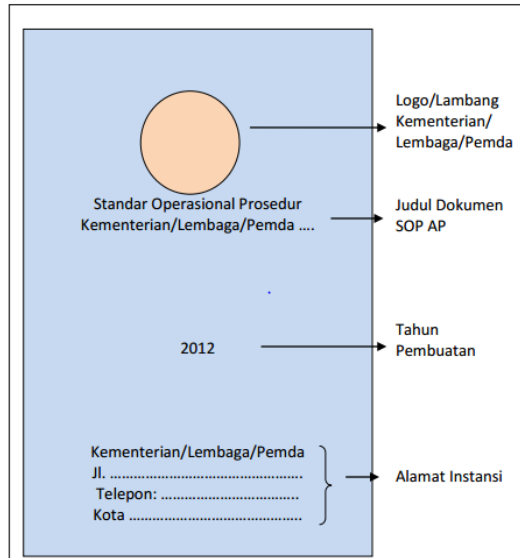 Logo/Lambang
Kementerian/
Lembaga/Pemda
Standar Operasional Prosedur
Kementerian/Lembaga/Pemda ....
Judul Dokumen
SOP AP
2012
Tahun
Pembuatan
Kementerian/Lembaga/Pemda
Jl. ................................................
Telepon: ..................................
Kota ...........................................
Alamat Instansi